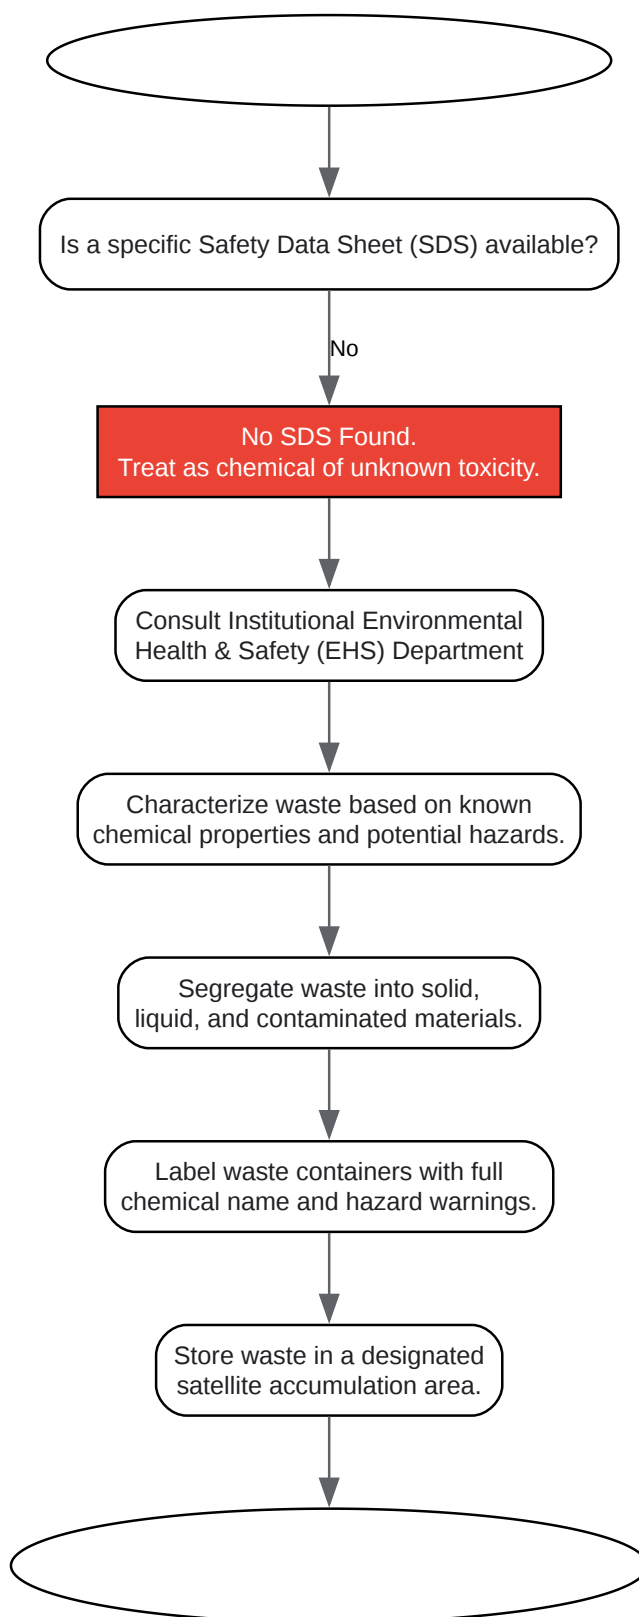 Is a specific Safety Data Sheet (SDS) available?
No
No SDS Found.
Treat as chemical of unknown toxicity.
Consult Institutional Environmental
Health & Safety (EHS) Department
Characterize waste based on known
chemical properties and potential hazards.
Segregate waste into solid,
liquid, and contaminated materials.
Label waste containers with full
chemical name and hazard warnings.
Store waste in a designated
satellite accumulation area.